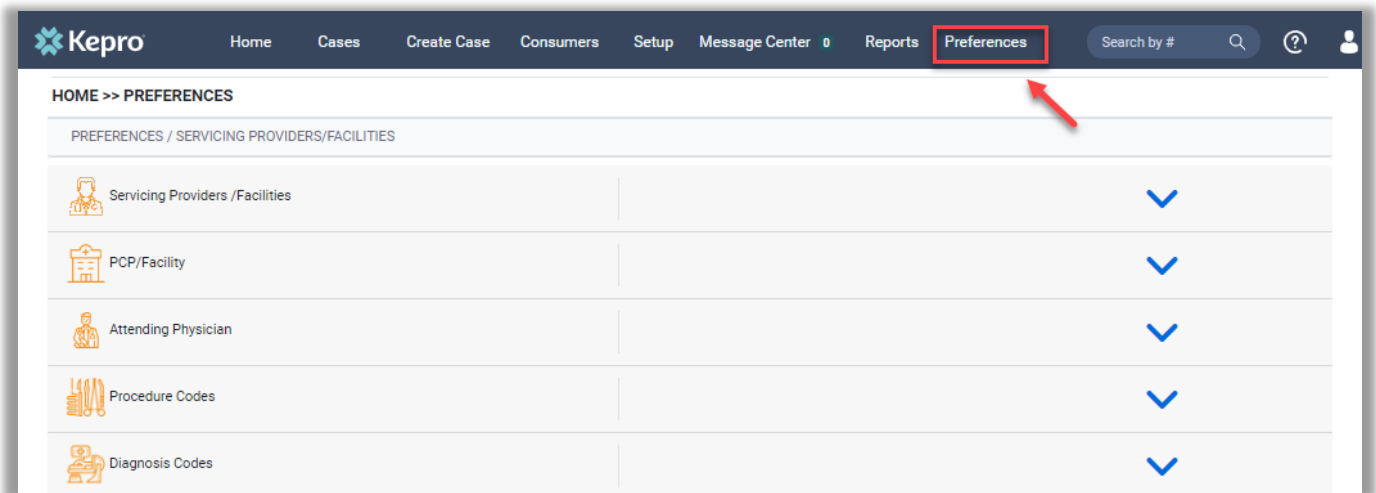 Kepro Home Cases Create Case Consumers Setup Message Center 0 Reports Preferences Search by #
HOME >> PREFERENCES
PREFERENCES / SERVICING PROVIDERS/FACILITIES
Servicing Providers /Facilities
PCP/Facility
Attending Physician
Procedure Codes
Diagnosis Codes